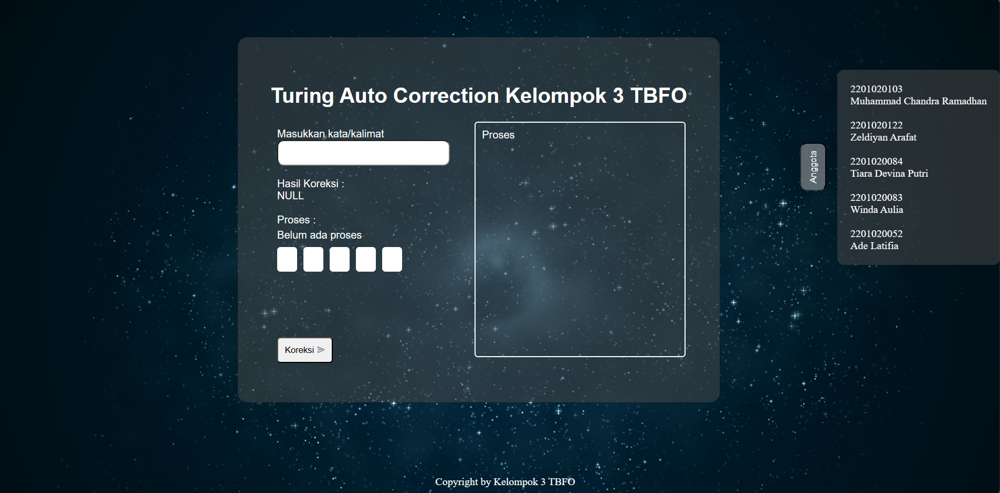 Turing Auto Correction Kelompok 3 TBFO
Masukkan kata/kalimat
Hasil Koreksi :
NULL
Proses :
Belum ada proses
Koreksi
Proses
Anggota
2201020103
Muhammad Chandra Ramadhan
2201020122
Zeldiyan Arafat
2201020084
Tiara Devina Putri
2201020083
Winda Aulia
2201020052
Ade Latifia
Copyright by Kelompok 3 TBFO